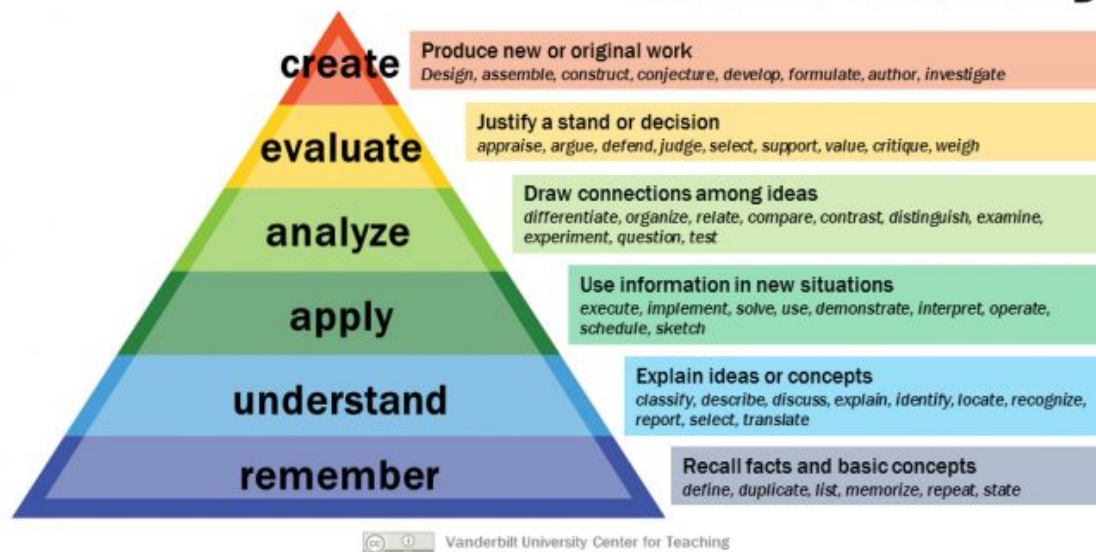 create
Produce new or original work
Design, assemble, construct, conjecture, develop, formulate, author, investigate
evaluate
Justify a stand or decision
appraise, argue, defend, judge, select, support, value, critique, weigh
analyze
Draw connections among ideas
differentiate, organize, relate, compare, contrast, distinguish, examine,
experiment, question, test
apply
Use information in new situations
execute, implement, solve, use, demonstrate, interpret, operate,
schedule, sketch
understand
Explain ideas or concepts
classify, describe, discuss, explain, identify, locate, recognize,
report, select, translate
remember
Recall facts and basic concepts
define, duplicate, list, memorize, repeat, state
cc
Vanderbilt University Center for Teaching